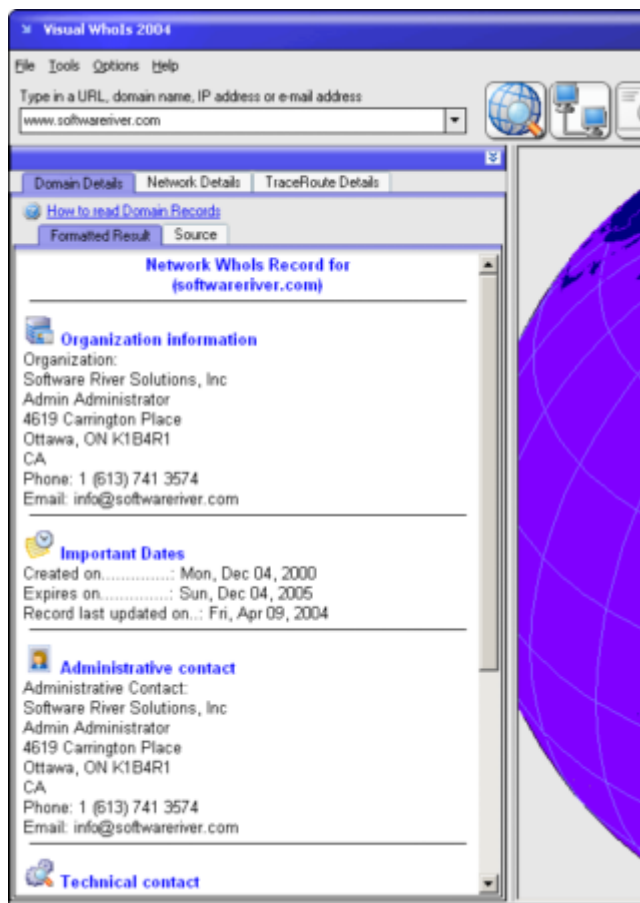 Visual WhoIs 2004
File Tools Options Help
Type in a URL, domain name, IP address or e-mail address
www.softwareriver.com
Domain Details Network Details TraceRoute Details
How to read Domain Records
Formatted Result Source
Network WhoIs Record for
(softwareriver.com)
Organization information
Organization:
Software River Solutions, Inc
Admin Administrator
4619 Carrington Place
Ottawa, ON K1B4R1
CA
Phone: 1 (613) 741 3574
Email: info@softwareriver.com
Important Dates
Created on..............: Mon, Dec 04, 2000
Expires on..............: Sun, Dec 04, 2005
Record last updated on..: Fri, Apr 09, 2004
Administrative contact
Administrative Contact:
Software River Solutions, Inc
Admin Administrator
4619 Carrington Place
Ottawa, ON K1B4R1
CA
Phone: 1 (613) 741 3574
Email: info@softwareriver.com
Technical contact